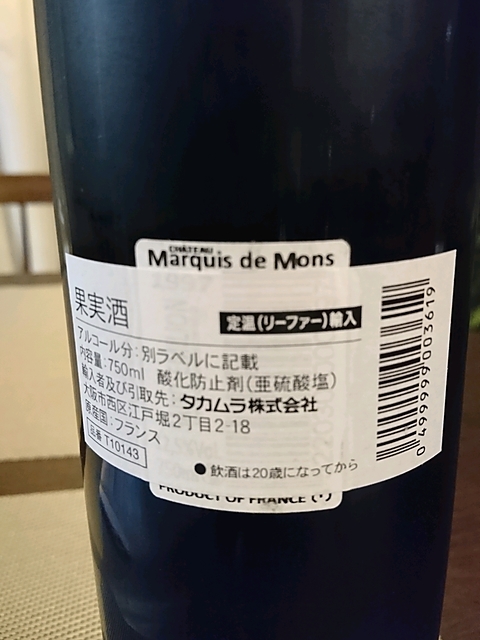 CHÂTEAU
Marquis de Mons
果実酒
定温(リーファー)輸入
アルコール分:別ラベルに記載
内容量:750ml 酸化防止剤(亜硫酸塩)
輸入者及び引取先:タカムラ株式会社
大阪市西区江戸堀2丁目2-18
原産国:フランス
品番 T10143
●飲酒は20歳になってから
PRODUCT OF FRANCE
0 499999 003619